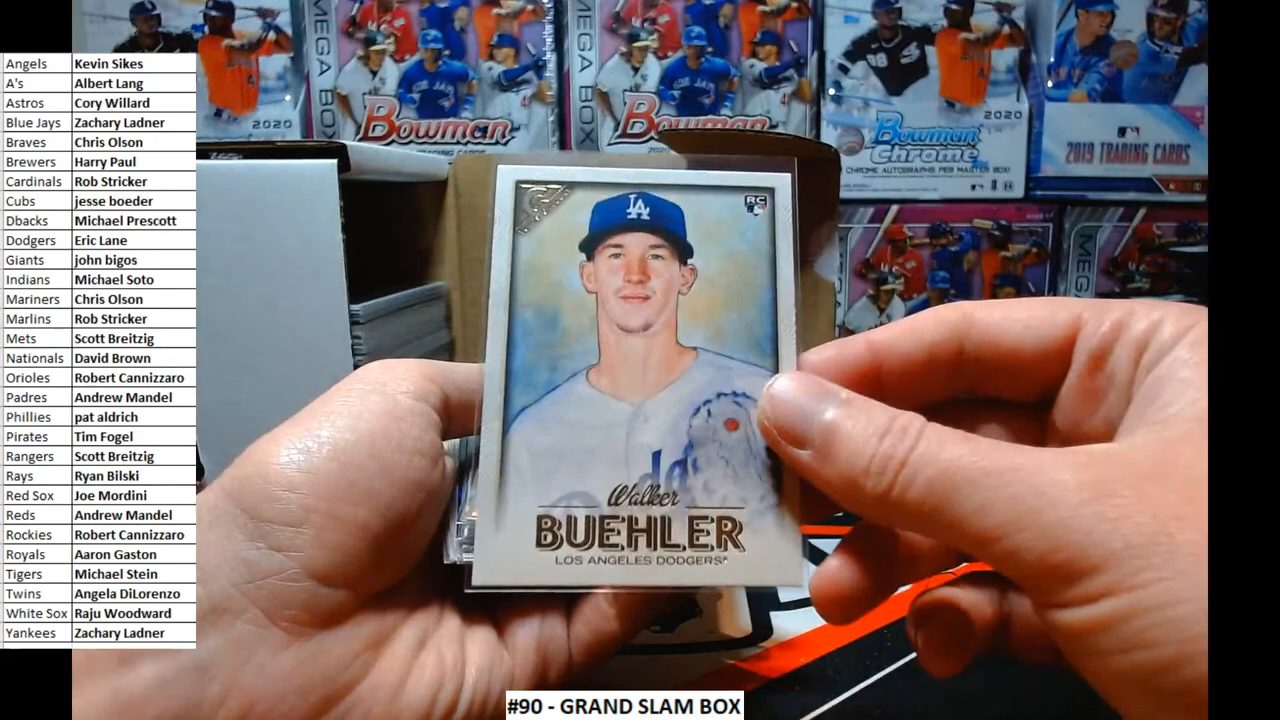 Angels Kevin Sikes
A's Albert Lang
Astros Cory Willard
Blue Jays Zachary Ladner
Braves Chris Olson
Brewers Harry Paul
Cardinals Rob Stricker
Cubs jesse boeder
Dbacks Michael Prescott
Dodgers Eric Lane
Giants john bigos
Indians Michael Soto
Mariners Chris Olson
Marlins Rob Stricker
Mets Scott Breitzig
Nationals David Brown
Orioles Robert Cannizzaro
Padres Andrew Mandel
Phillies pat aldrich
Pirates Tim Fogel
Rangers Scott Breitzig
Rays Ryan Bilski
Red Sox Joe Mordini
Reds Andrew Mandel
Rockies Robert Cannizzaro
Royals Aaron Gaston
Tigers Michael Stein
Twins Angela DiLorenzo
White Sox Raju Woodward
Yankees Zachary Ladner
2020
MEGA BOX
Bowman
TRADING CARDS
MEGA BOX
Bowman
2020
2020
Bowman
Chrome
CHROME AUTOGRAPHS PER MASTER BOX!
2019 TRADING CARDS
MEGA
MEGA
LA
RC
Walker
BUEHLER
LOS ANGELES DODGERS
#90 - GRAND SLAM BOX